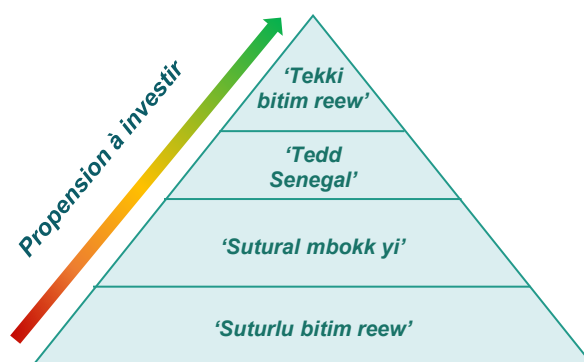 Propension à investir
‘Tekki
bitim reew’
‘Tedd
Senegal’
‘Sutural mbokk yi’
‘Suturlu bitim reew’